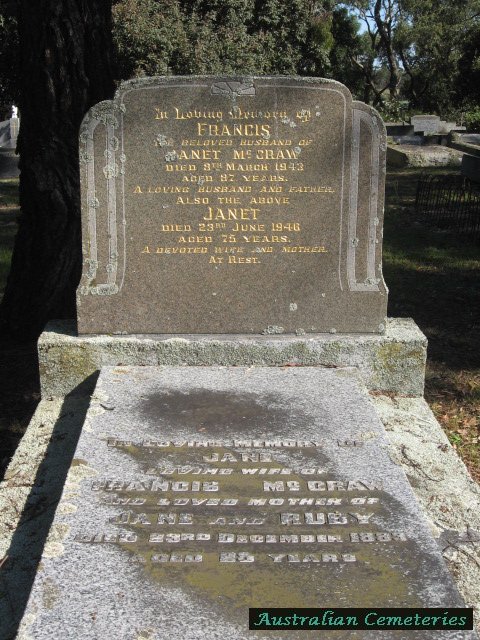 In Loving Memory of
FRANCIS
THE BELOVED HUSBAND OF
JANET McGRAW
DIED 8TH MARCH 1943
AGED 87 YEARS.
A LOVING HUSBAND AND FATHER.
ALSO THE ABOVE
JANET
DIED 23RD JUNE 1946
AGED 75 YEARS.
A DEVOTED WIFE AND MOTHER.
AT REST.
IN LOVING MEMORY OF
JANE
LOVING WIFE OF
FRANCIS McGRAW
AND LOVED MOTHER OF
JANE AND RUBY
DIED 23RD DECEMBER
AGED YEARS
Australian Cemeteries